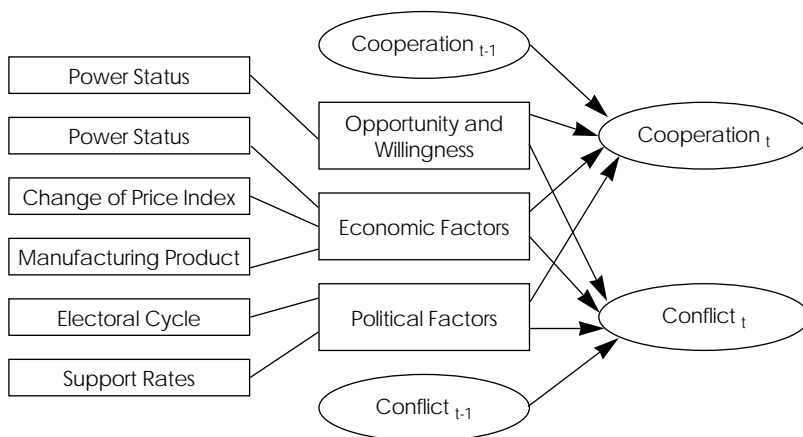 Power Status
Power Status
Change of Price Index
Manufacturing Product
Electoral Cycle
Support Rates
Cooperation t-1
Opportunity and
Willingness
Economic Factors
Political Factors
Conflict t-1
Cooperation t
Conflict t